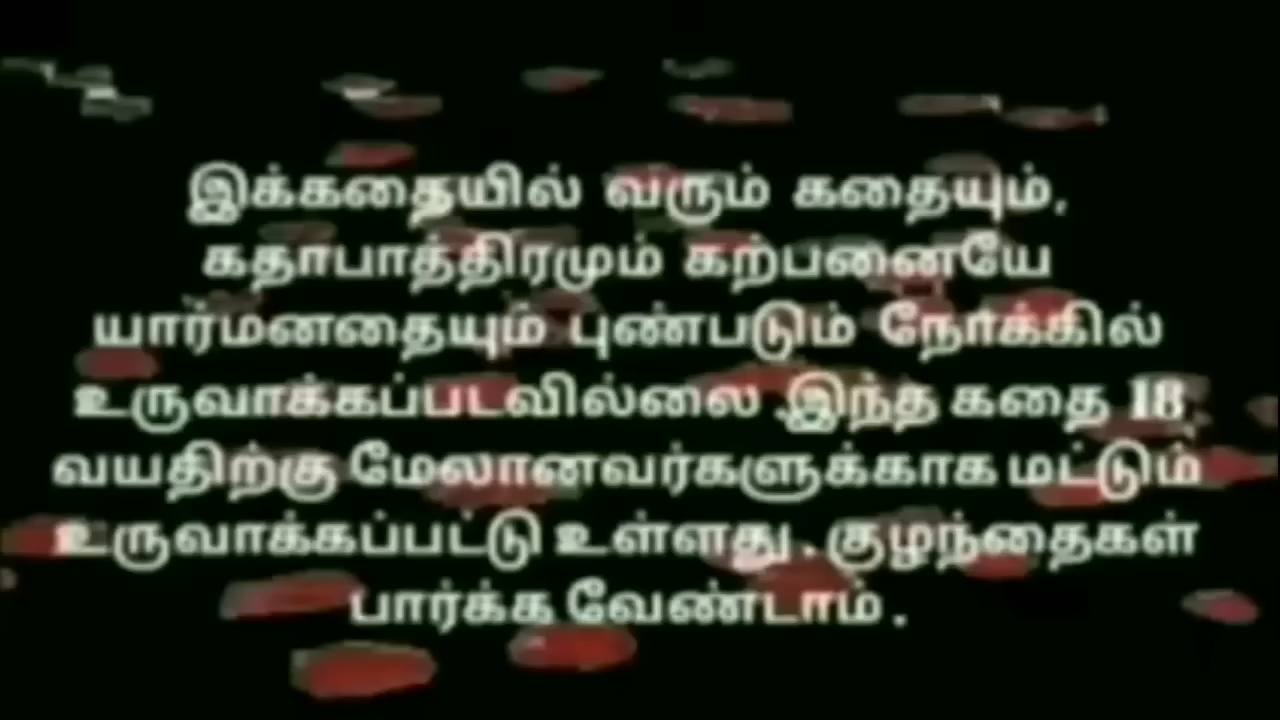 இக்கதையில் வரும் கதையும்,
கதாபாத்திரமும் கற்பனையே
யார்மனதையும் புண்படும் நோக்கில்
உருவாக்கப்படவில்லை .இந்த கதை 18
வயதிற்கு மேலானவர்களுக்காக மட்டும்
உருவாக்கப்பட்டு உள்ளது . குழந்தைகள்
பார்க்க வேண்டாம் .